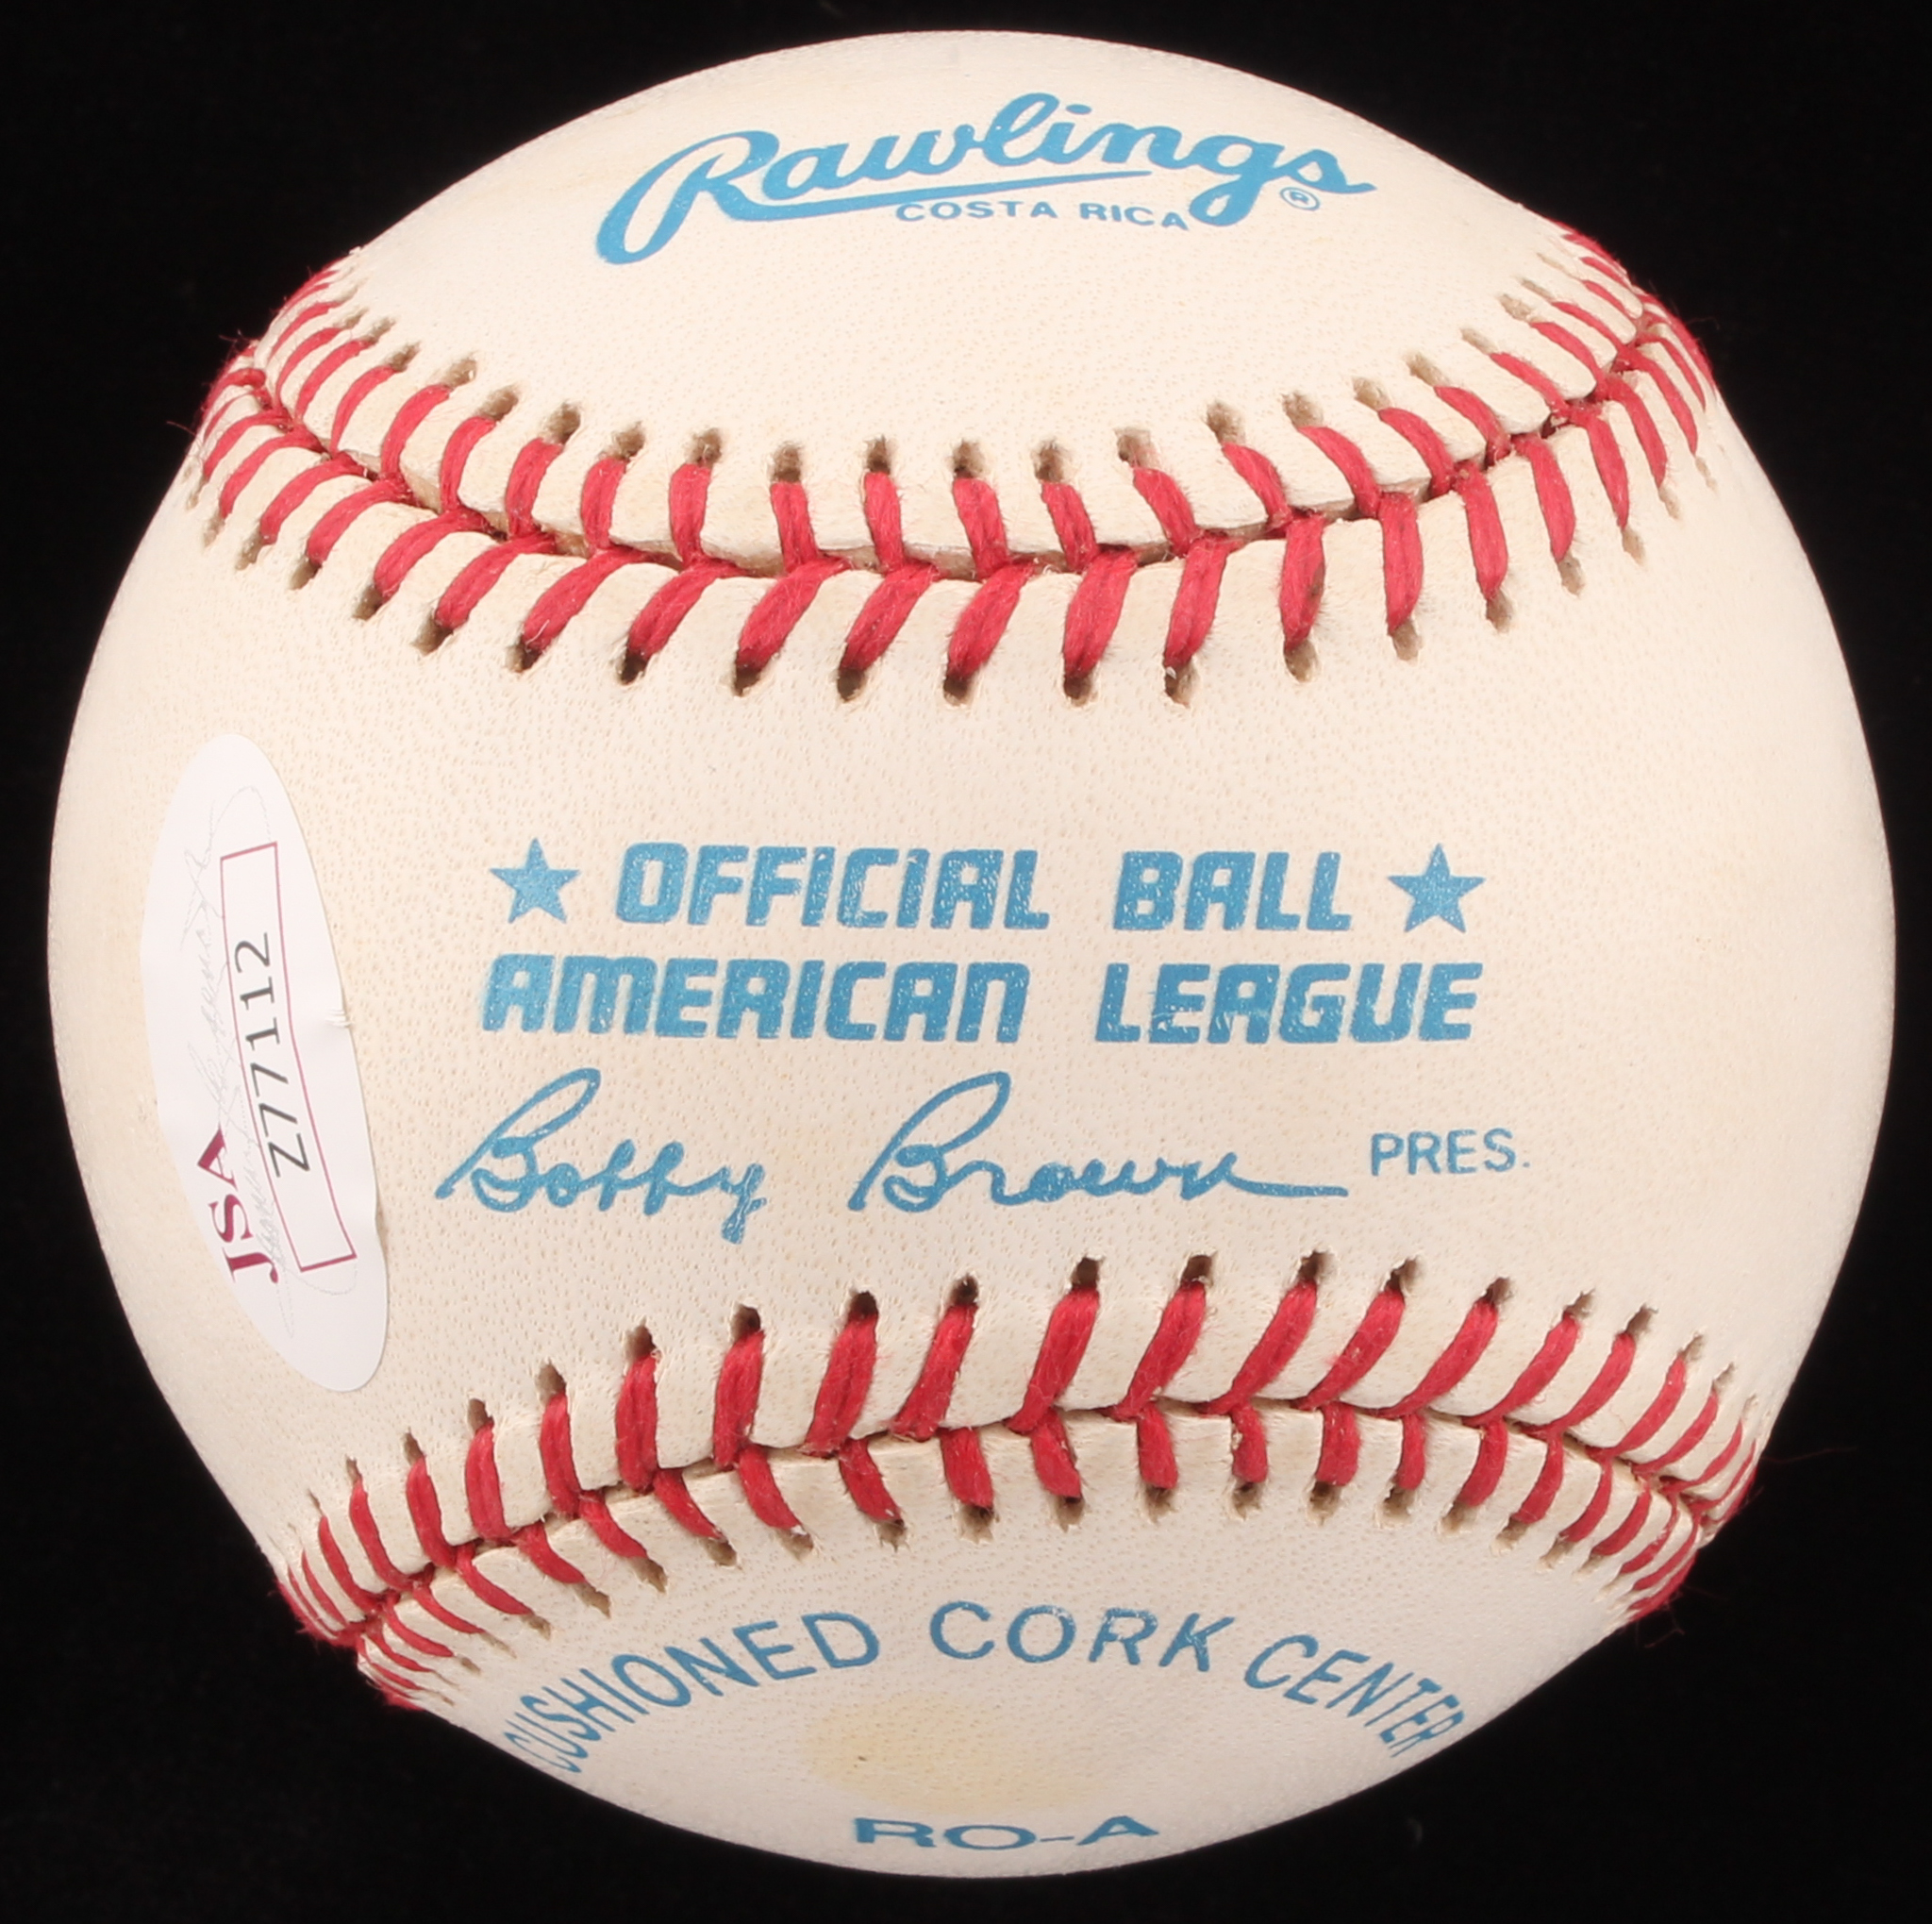 Rawlings ®
COSTA RICA
★ OFFICIAL BALL ★
AMERICAN LEAGUE
Bobby Brown PRES.
JSA
Z77112
CUSHIONED CORK CENTER
RO-A